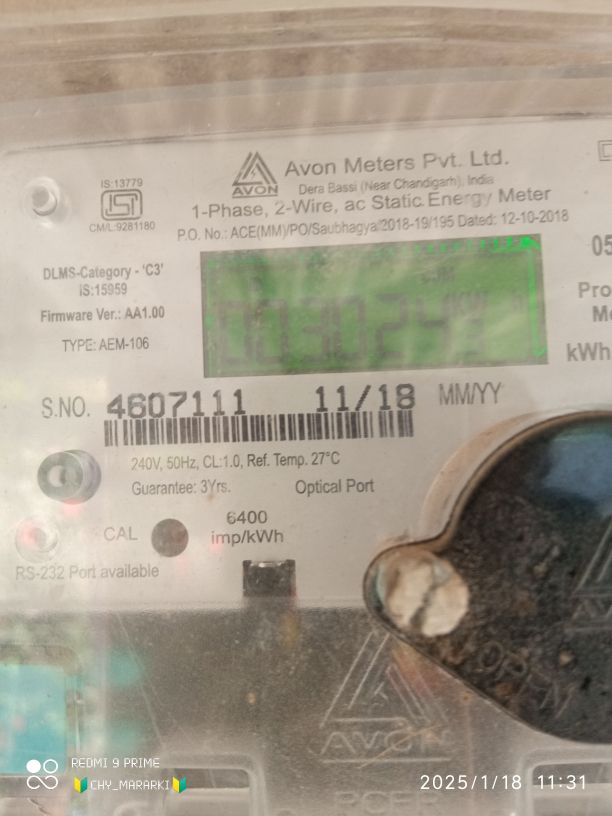 Avon Meters Pvt. Ltd.
Dera Bassi (Near Chandigarh), India
1-Phase, 2-Wire, ac Static Energy Meter
P.O. No.: ACE(MM)/PO/Saubhagya/2018-19/195 Dated: 12-10-2018
AVON
IS:13779
ISI
CM/L:9281180
DLMS-Category - 'C3'
IS:15959
Firmware Ver.: AA1.00
TYPE: AEM-106
05
kWh
S.NO. 4607111 11/18 MM/YY
240V, 50Hz, CL:1.0, Ref. Temp. 27°C
Guarantee: 3Yrs. Optical Port
CAL
6400
imp/kWh
RS-232 Port available
OPEN
AVON
REDMI 9 PRIME
🔰CHY_MARARKI🔰
2025/1/18 11:31